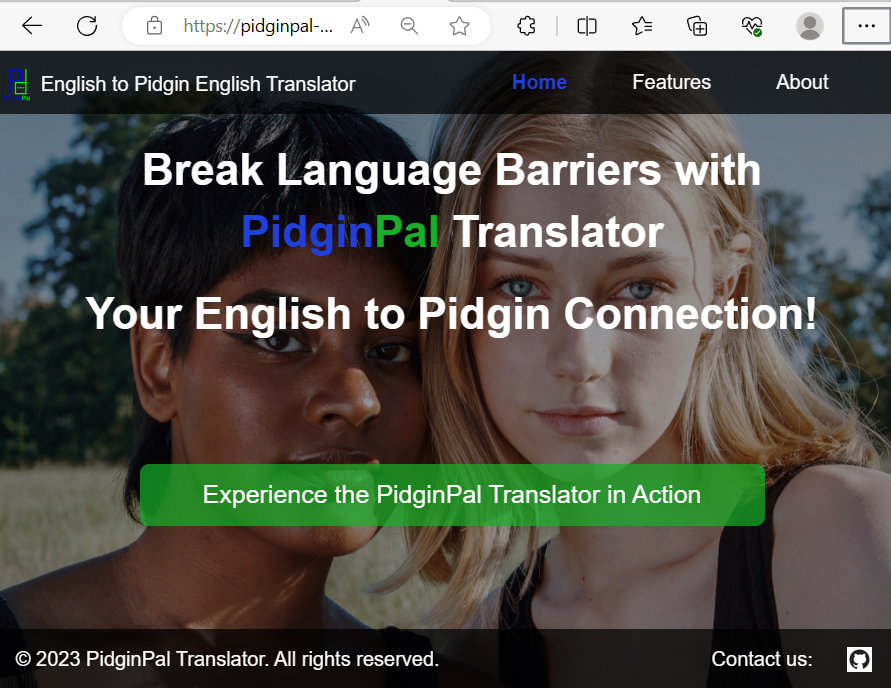 https://pidginpal-...
English to Pidgin English Translator
Home
Features
About
Break Language Barriers with
PidginPal Translator
Your English to Pidgin Connection!
Experience the PidginPal Translator in Action
© 2023 PidginPal Translator. All rights reserved.
Contact us: